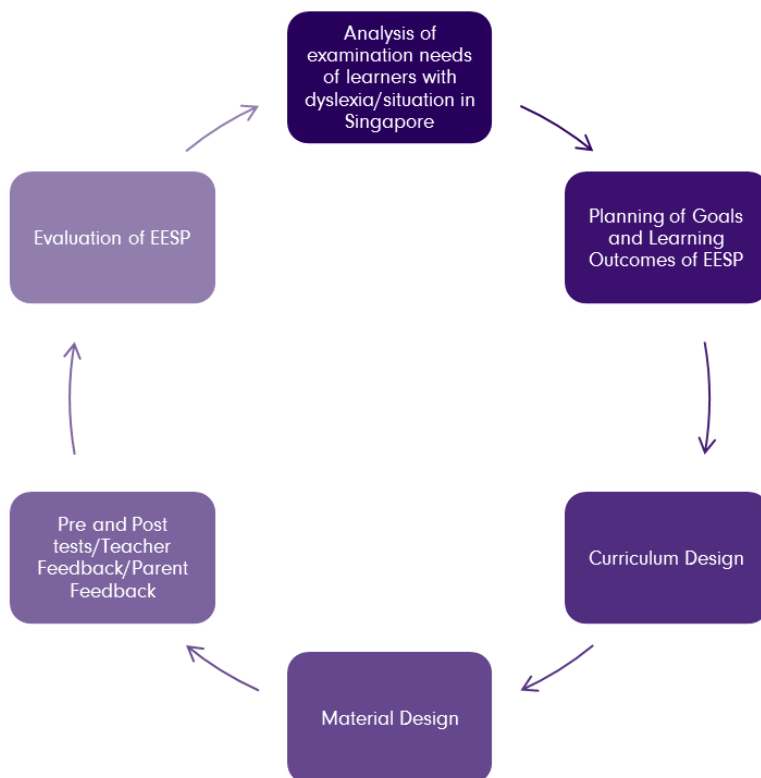 Analysis of
examination needs
of learners with
dyslexia/situation in
Singapore
Planning of Goals
and Learning
Outcomes of EESP
Curriculum Design
Material Design
Pre and Post
tests/Teacher
Feedback/Parent
Feedback
Evaluation of EESP